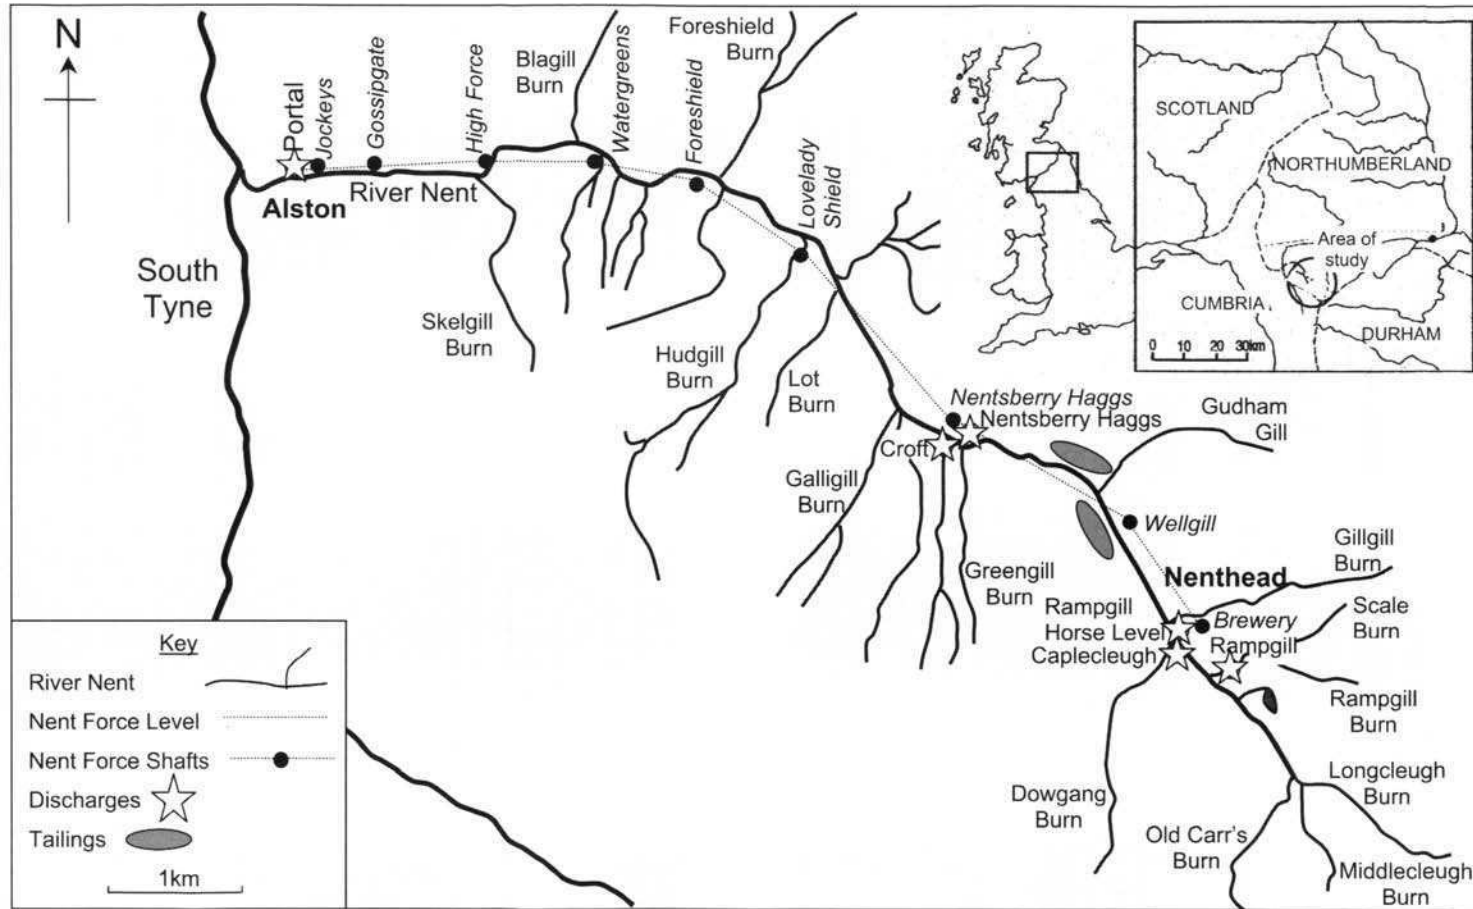 N
Portal
Jockeys
Gossipgate
High Force
Blagill
Burn
Watergreens
Foreshield
Burn
Foreshield
Lovelady
Shield
River Nent
Alston
South
Tyne
Skelgill
Burn
Hudgill
Burn
Lot
Burn
Nentsberry Haggs
Nentsberry Haggs
Croft
Galligill
Burn
Greengill
Burn
Gudham
Gill
Wellgill
Nenthead
Gillgill
Burn
Scale
Burn
Rampgill
Horse Level
Caplecleugh
Brewery
Rampgill
Rampgill
Burn
Dowgang
Burn
Old Carr's
Burn
Longcleugh
Burn
Middlecleugh
Burn
SCOTLAND
NORTHUMBERLAND
Area of
study
CUMBRIA
DURHAM
0 10 20 30km
Key
River Nent
Nent Force Level
Nent Force Shafts
Discharges
Tailings
1km